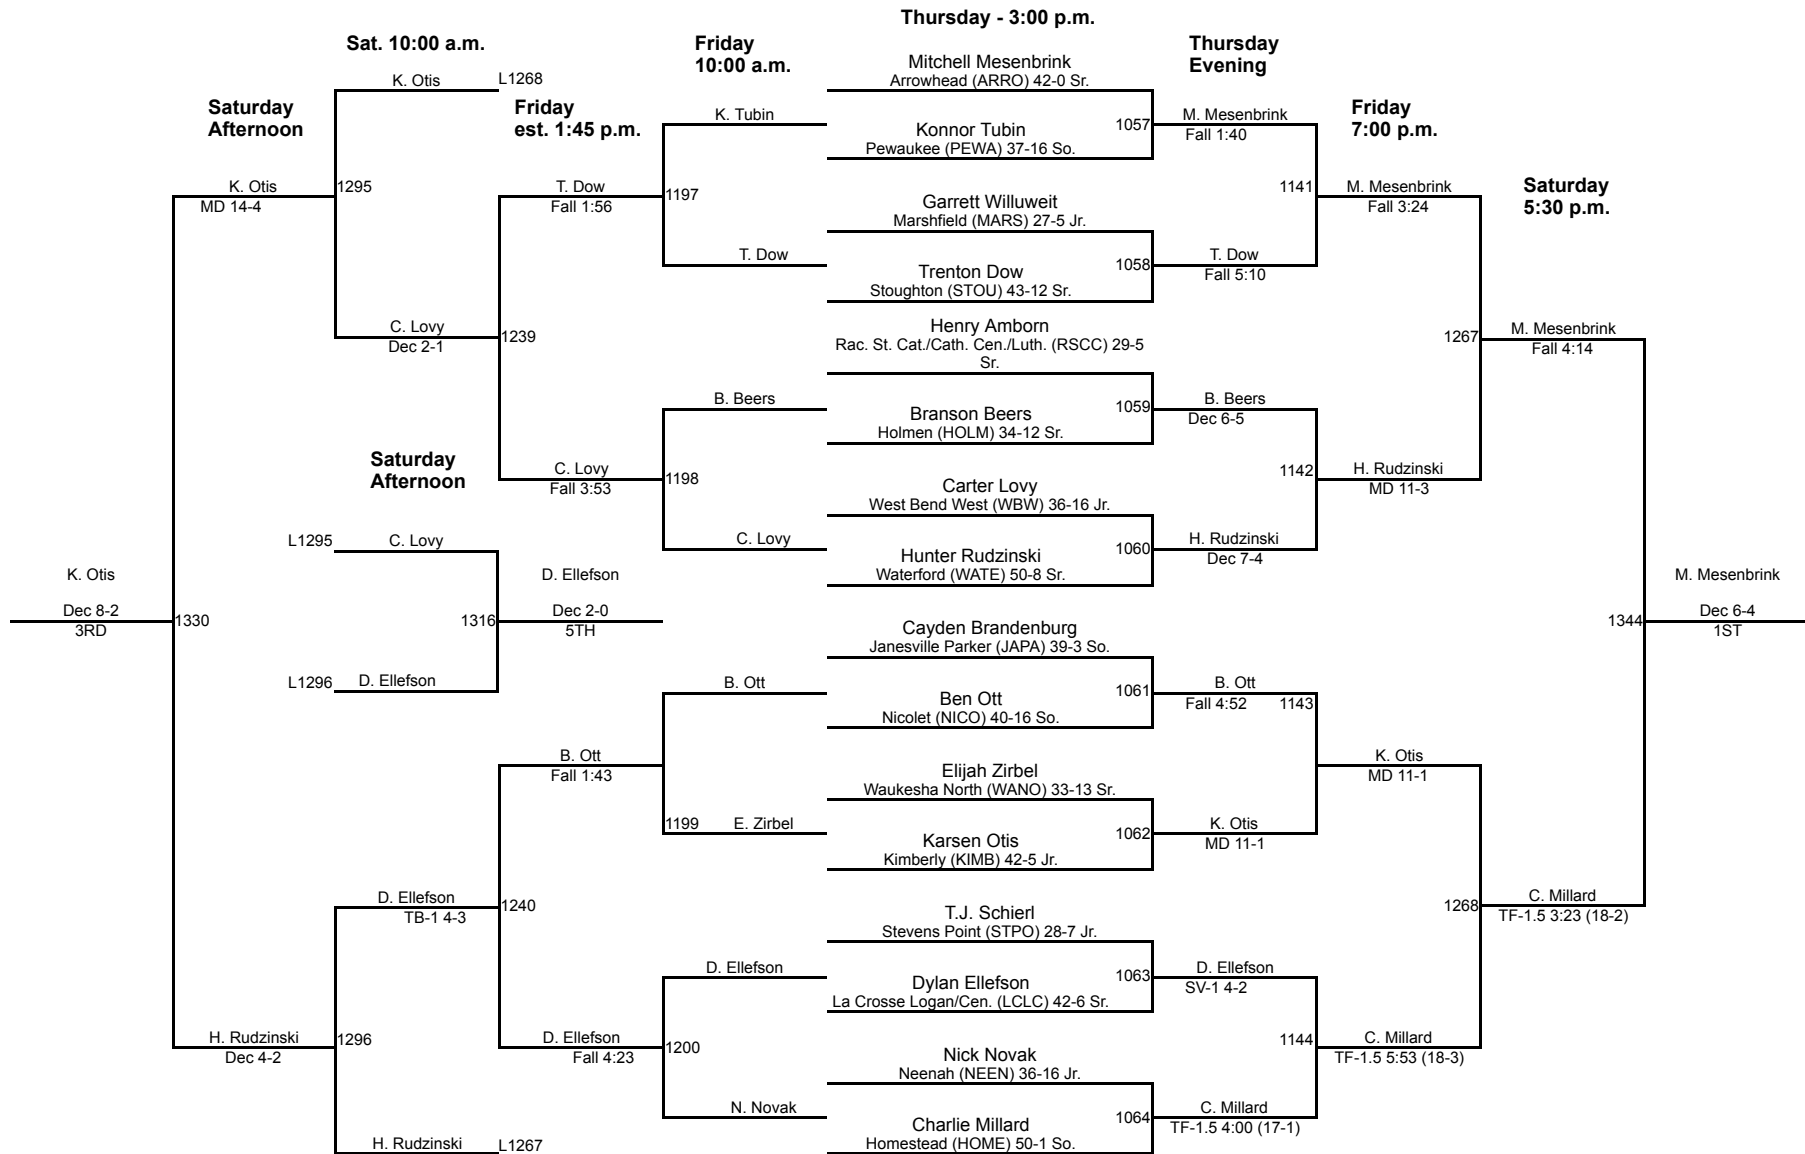 Thursday - 3:00 p.m.
Sat. 10:00 a.m.
Friday
10:00 a.m.
Thursday
Evening
Saturday
Afternoon
Friday
est. 1:45 p.m.
Friday
7:00 p.m.
Saturday
5:30 p.m.
Saturday
Afternoon
K. Otis
Dec 8-2
3RD
1330
K. Otis
MD 14-4
H. Rudzinski
Dec 4-2
K. Otis
L1268
1295
C. Lovy
Dec 2-1
L1295
C. Lovy
1316
D. Ellefson
Dec 2-0
5TH
L1296
D. Ellefson
D. Ellefson
TB-1 4-3
1296
H. Rudzinski
L1267
T. Dow
Fall 1:56
1239
C. Lovy
Fall 3:53
B. Ott
Fall 1:43
1240
D. Ellefson
Fall 4:23
K. Tubin
1197
T. Dow
B. Beers
1198
C. Lovy
B. Ott
1199
E. Zirbel
D. Ellefson
1200
N. Novak
Mitchell Mesenbrink
Arrowhead (ARRO) 42-0 Sr.
1057
Konnor Tubin
Pewaukee (PEWA) 37-16 So.
Garrett Willuweit
Marshfield (MARS) 27-5 Jr.
1058
Trenton Dow
Stoughton (STOU) 43-12 Sr.
Henry Amborn
Rac. St. Cat./Cath. Cen./Luth. (RSCC) 29-5
Sr.
1059
Branson Beers
Holmen (HOLM) 34-12 Sr.
Carter Lovy
West Bend West (WBW) 36-16 Jr.
1060
Hunter Rudzinski
Waterford (WATE) 50-8 Sr.
Cayden Brandenburg
Janesville Parker (JAPA) 39-3 So.
1061
Ben Ott
Nicolet (NICO) 40-16 So.
Elijah Zirbel
Waukesha North (WANO) 33-13 Sr.
1062
Karsen Otis
Kimberly (KIMB) 42-5 Jr.
T.J. Schierl
Stevens Point (STPO) 28-7 Jr.
1063
Dylan Ellefson
La Crosse Logan/Cen. (LCLC) 42-6 Sr.
Nick Novak
Neenah (NEEN) 36-16 Jr.
1064
Charlie Millard
Homestead (HOME) 50-1 So.
M. Mesenbrink
Fall 1:40
1141
T. Dow
Fall 5:10
B. Beers
Dec 6-5
1142
H. Rudzinski
Dec 7-4
B. Ott
Fall 4:52
1143
K. Otis
MD 11-1
D. Ellefson
SV-1 4-2
1144
C. Millard
TF-1.5 4:00 (17-1)
M. Mesenbrink
Fall 3:24
1267
H. Rudzinski
MD 11-3
K. Otis
MD 11-1
1268
C. Millard
TF-1.5 5:53 (18-3)
M. Mesenbrink
Fall 4:14
1344
C. Millard
TF-1.5 3:23 (18-2)
M. Mesenbrink
Dec 6-4
1ST